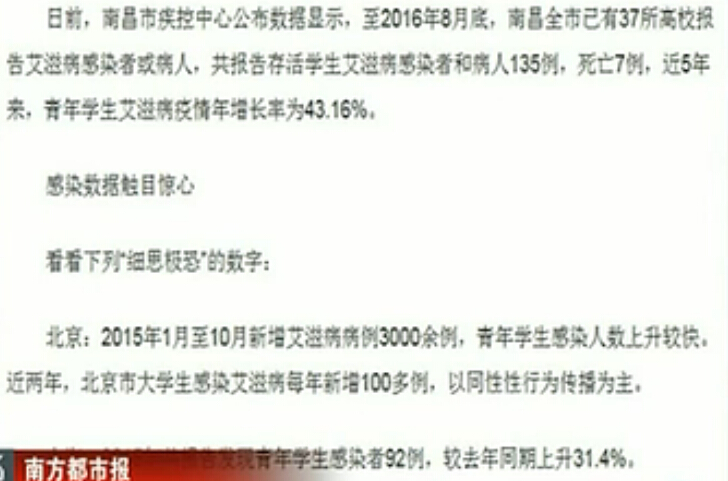 日前，南昌市疾控中心公布数据显示，至2016年8月底，南昌全市已有37所高校报
告艾滋病感染者或病人，共报告存活学生艾滋病感染者和病人135例，死亡7例，近5年
来，青年学生艾滋病疫情年增长率为43.16%。
感染数据触目惊心
看看下列“细思极恐”的数字：
北京：2015年1月至10月新增艾滋病病例3000余例，青年学生感染人数上升较快。
近两年，北京市大学生感染艾滋病每年新增100多例，以同性性行为传播为主。
报告发现青年学生感染者92例，较去年同期上升31.4%。
南方都市报